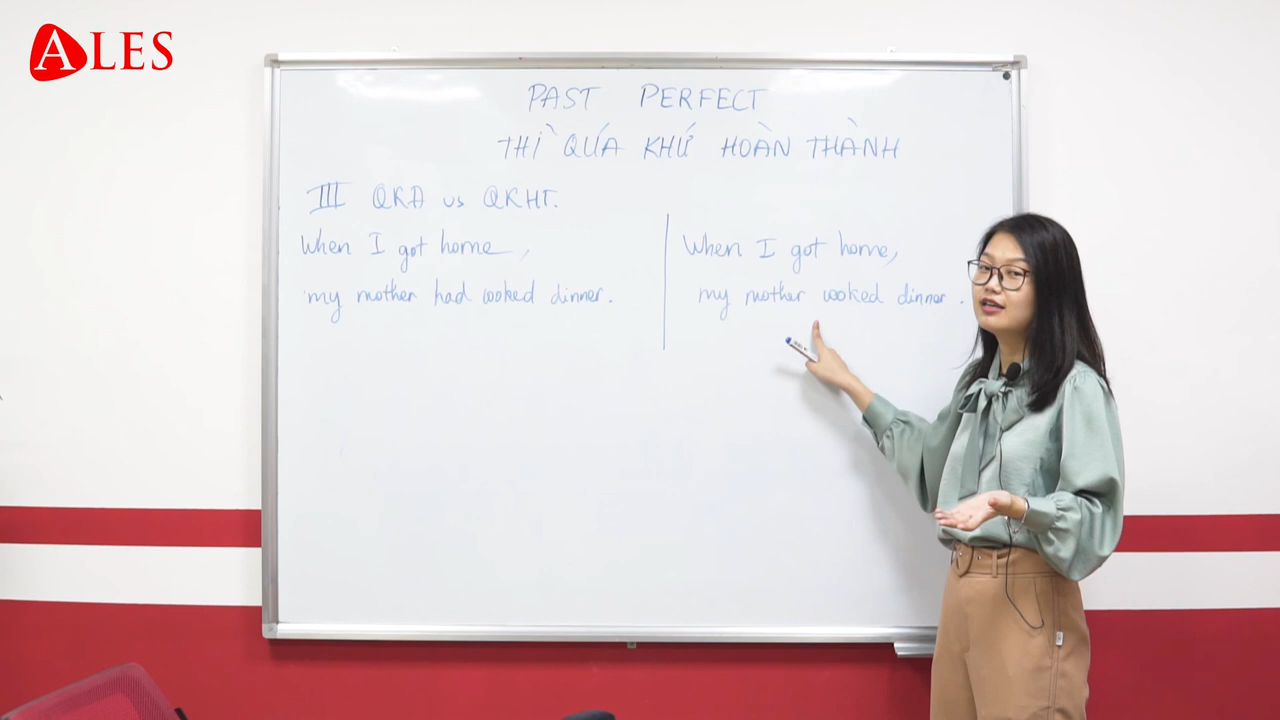 ALES
PAST PERFECT
THÌ QÚA KHỨ HOÀN THÀNH
III QKĐ vs QKHT.
When I got home,
my mother had cooked dinner.
When I got home,
my mother cooked dinner.